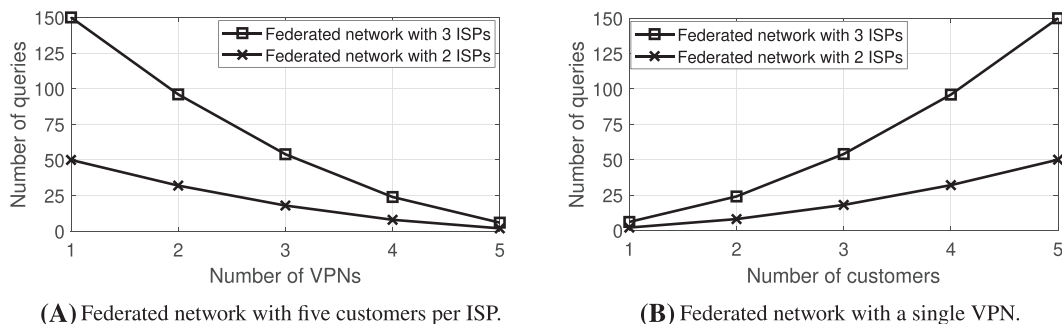 150
125
100
75
50
25
0
Number of queries
Federated network with 3 ISPs
Federated network with 2 ISPs
1 2 3 4 5
Number of VPNs
(A) Federated network with five customers per ISP.
150
125
100
75
50
25
0
Number of queries
Federated network with 3 ISPs
Federated network with 2 ISPs
1 2 3 4 5
Number of customers
(B) Federated network with a single VPN.